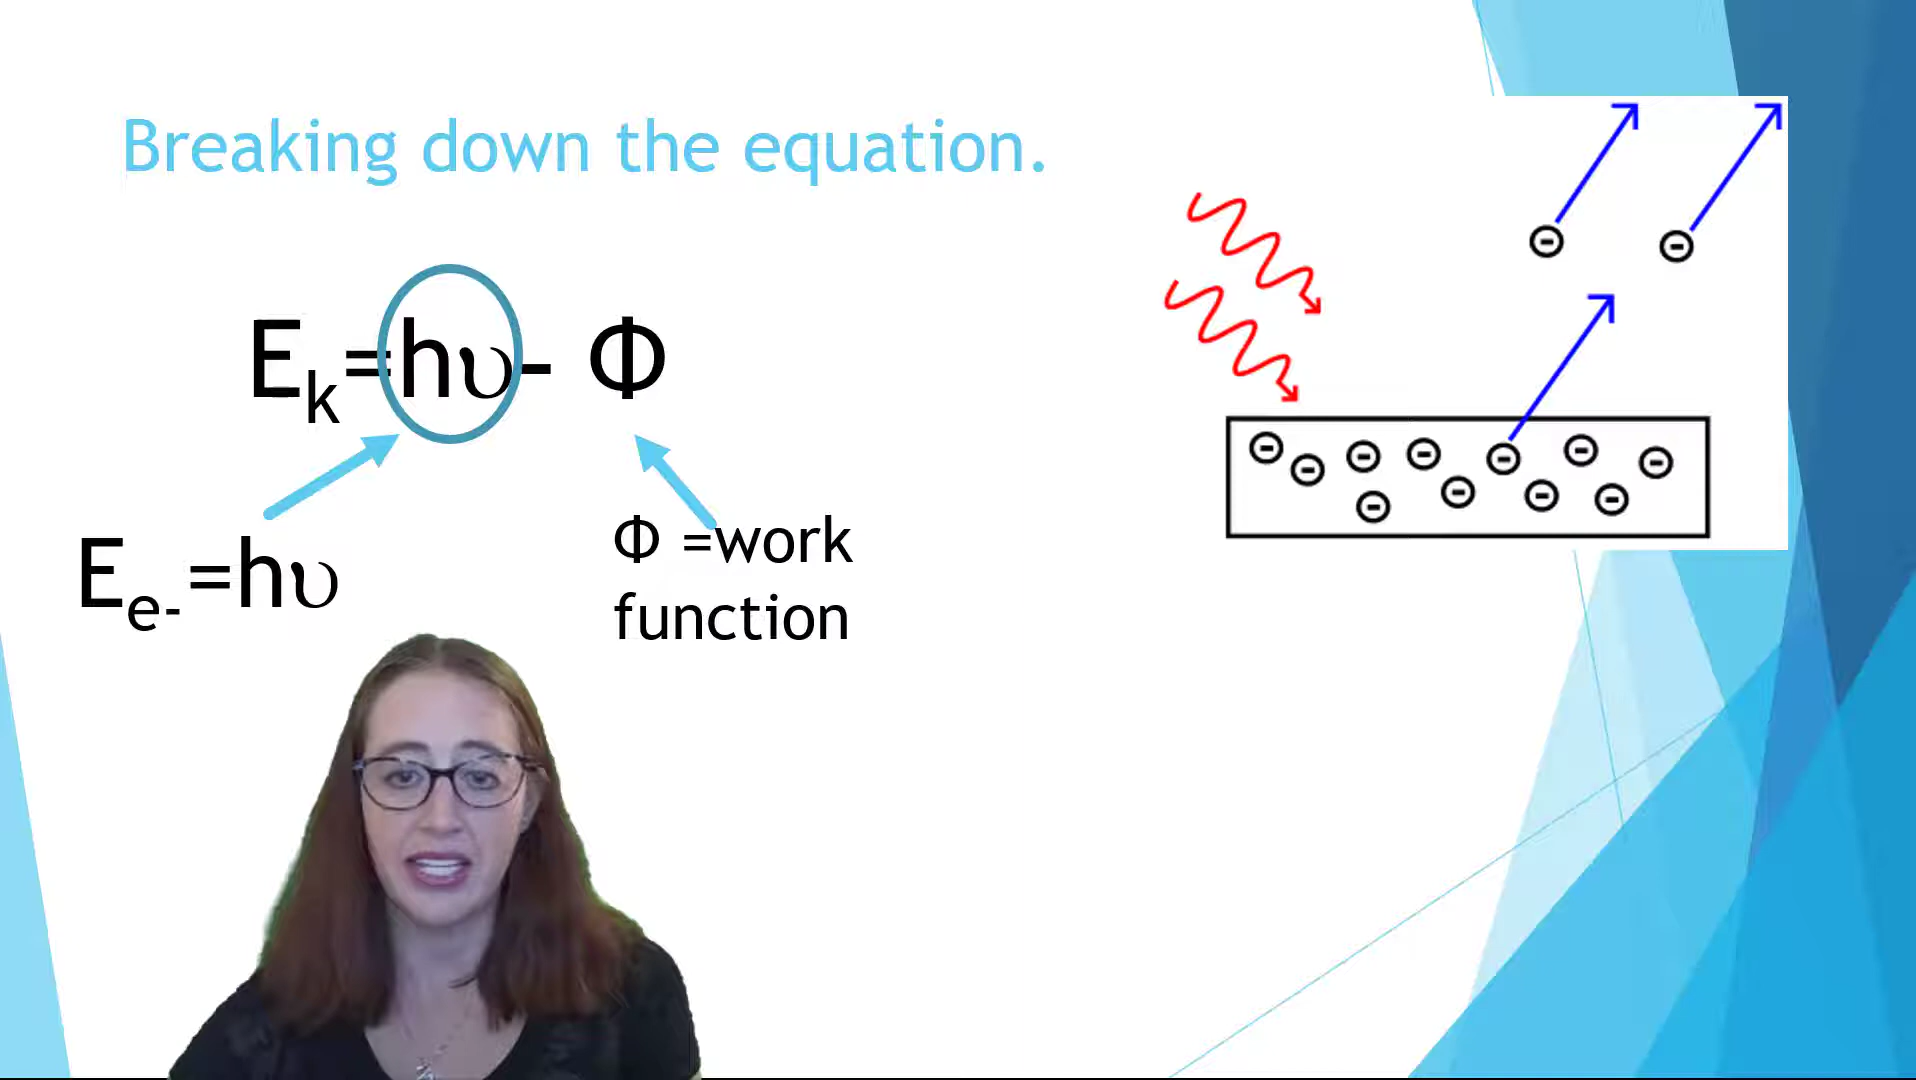 Breaking down the equation.
Eₖ=hυ- Φ
Eₑ₋=hυ
Φ =work
function